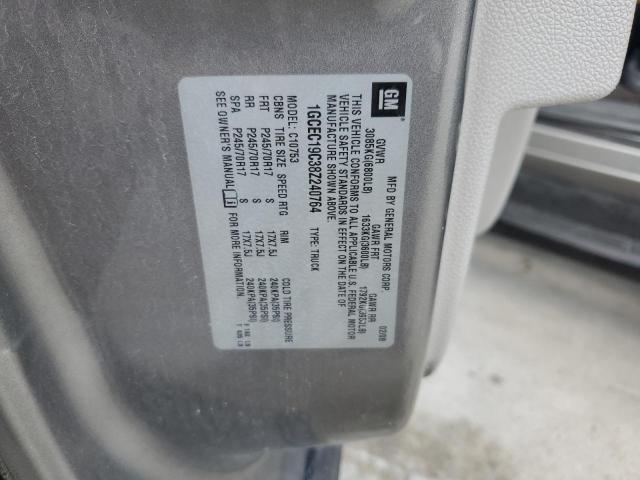 GM
MFD BY GENERAL MOTORS CORP. 02/08
GVWR GAWR FRT GAWR RR
3085KG(6800LB) 1633KG(3600LB) 1792KG(3952LB)
THIS VEHICLE CONFORMS TO ALL APPLICABLE U.S. FEDERAL MOTOR
VEHICLE SAFETY STANDARDS IN EFFECT ON THE DATE OF
MANUFACTURE SHOWN ABOVE.
1GCEC19C38Z240764 TYPE: TRUCK
MODEL: C10753
CBNS TIRE SIZE SPEED RTG RIM COLD TIRE PRESSURE
FRT P245/70R17 S 17X7.5J 240KPA(35PSI)
RR P245/70R17 S 17X7.5J 240KPA(35PSI)
SPA P245/70R17 S 17X7.5J 240KPA(35PSI)
SEE OWNER'S MANUAL FOR MORE INFORMATION.